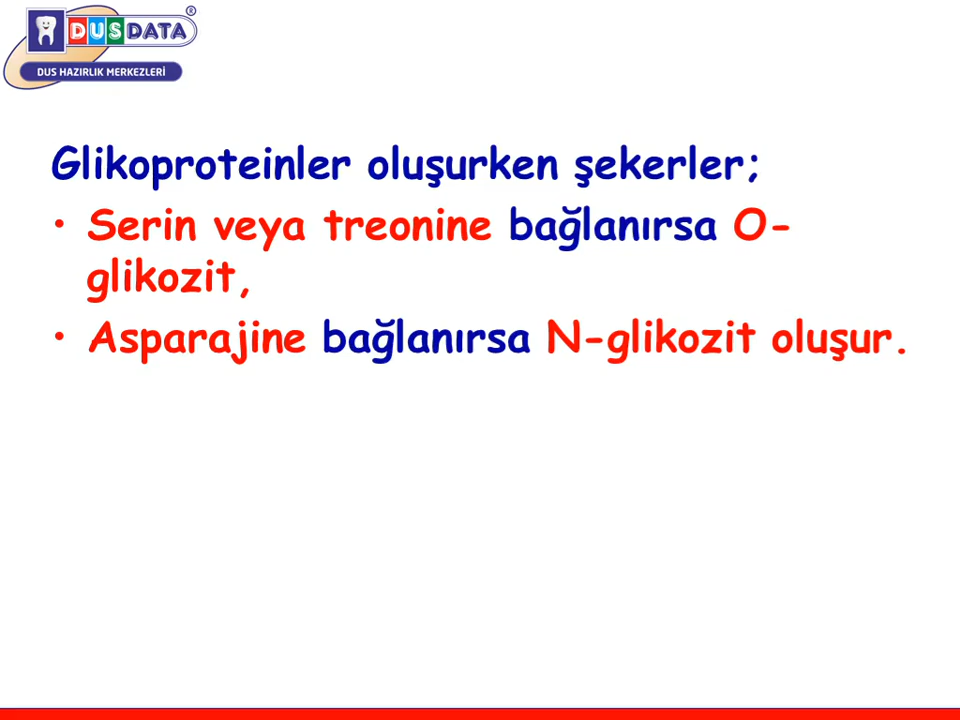 DUSDATA®
DUS HAZIRLIK MERKEZLERİ
Glikoproteinler oluşurken şekerler;
• Serin veya treonine bağlanırsa O-
glikozit,
• Asparajine bağlanırsa N-glikozit oluşur.